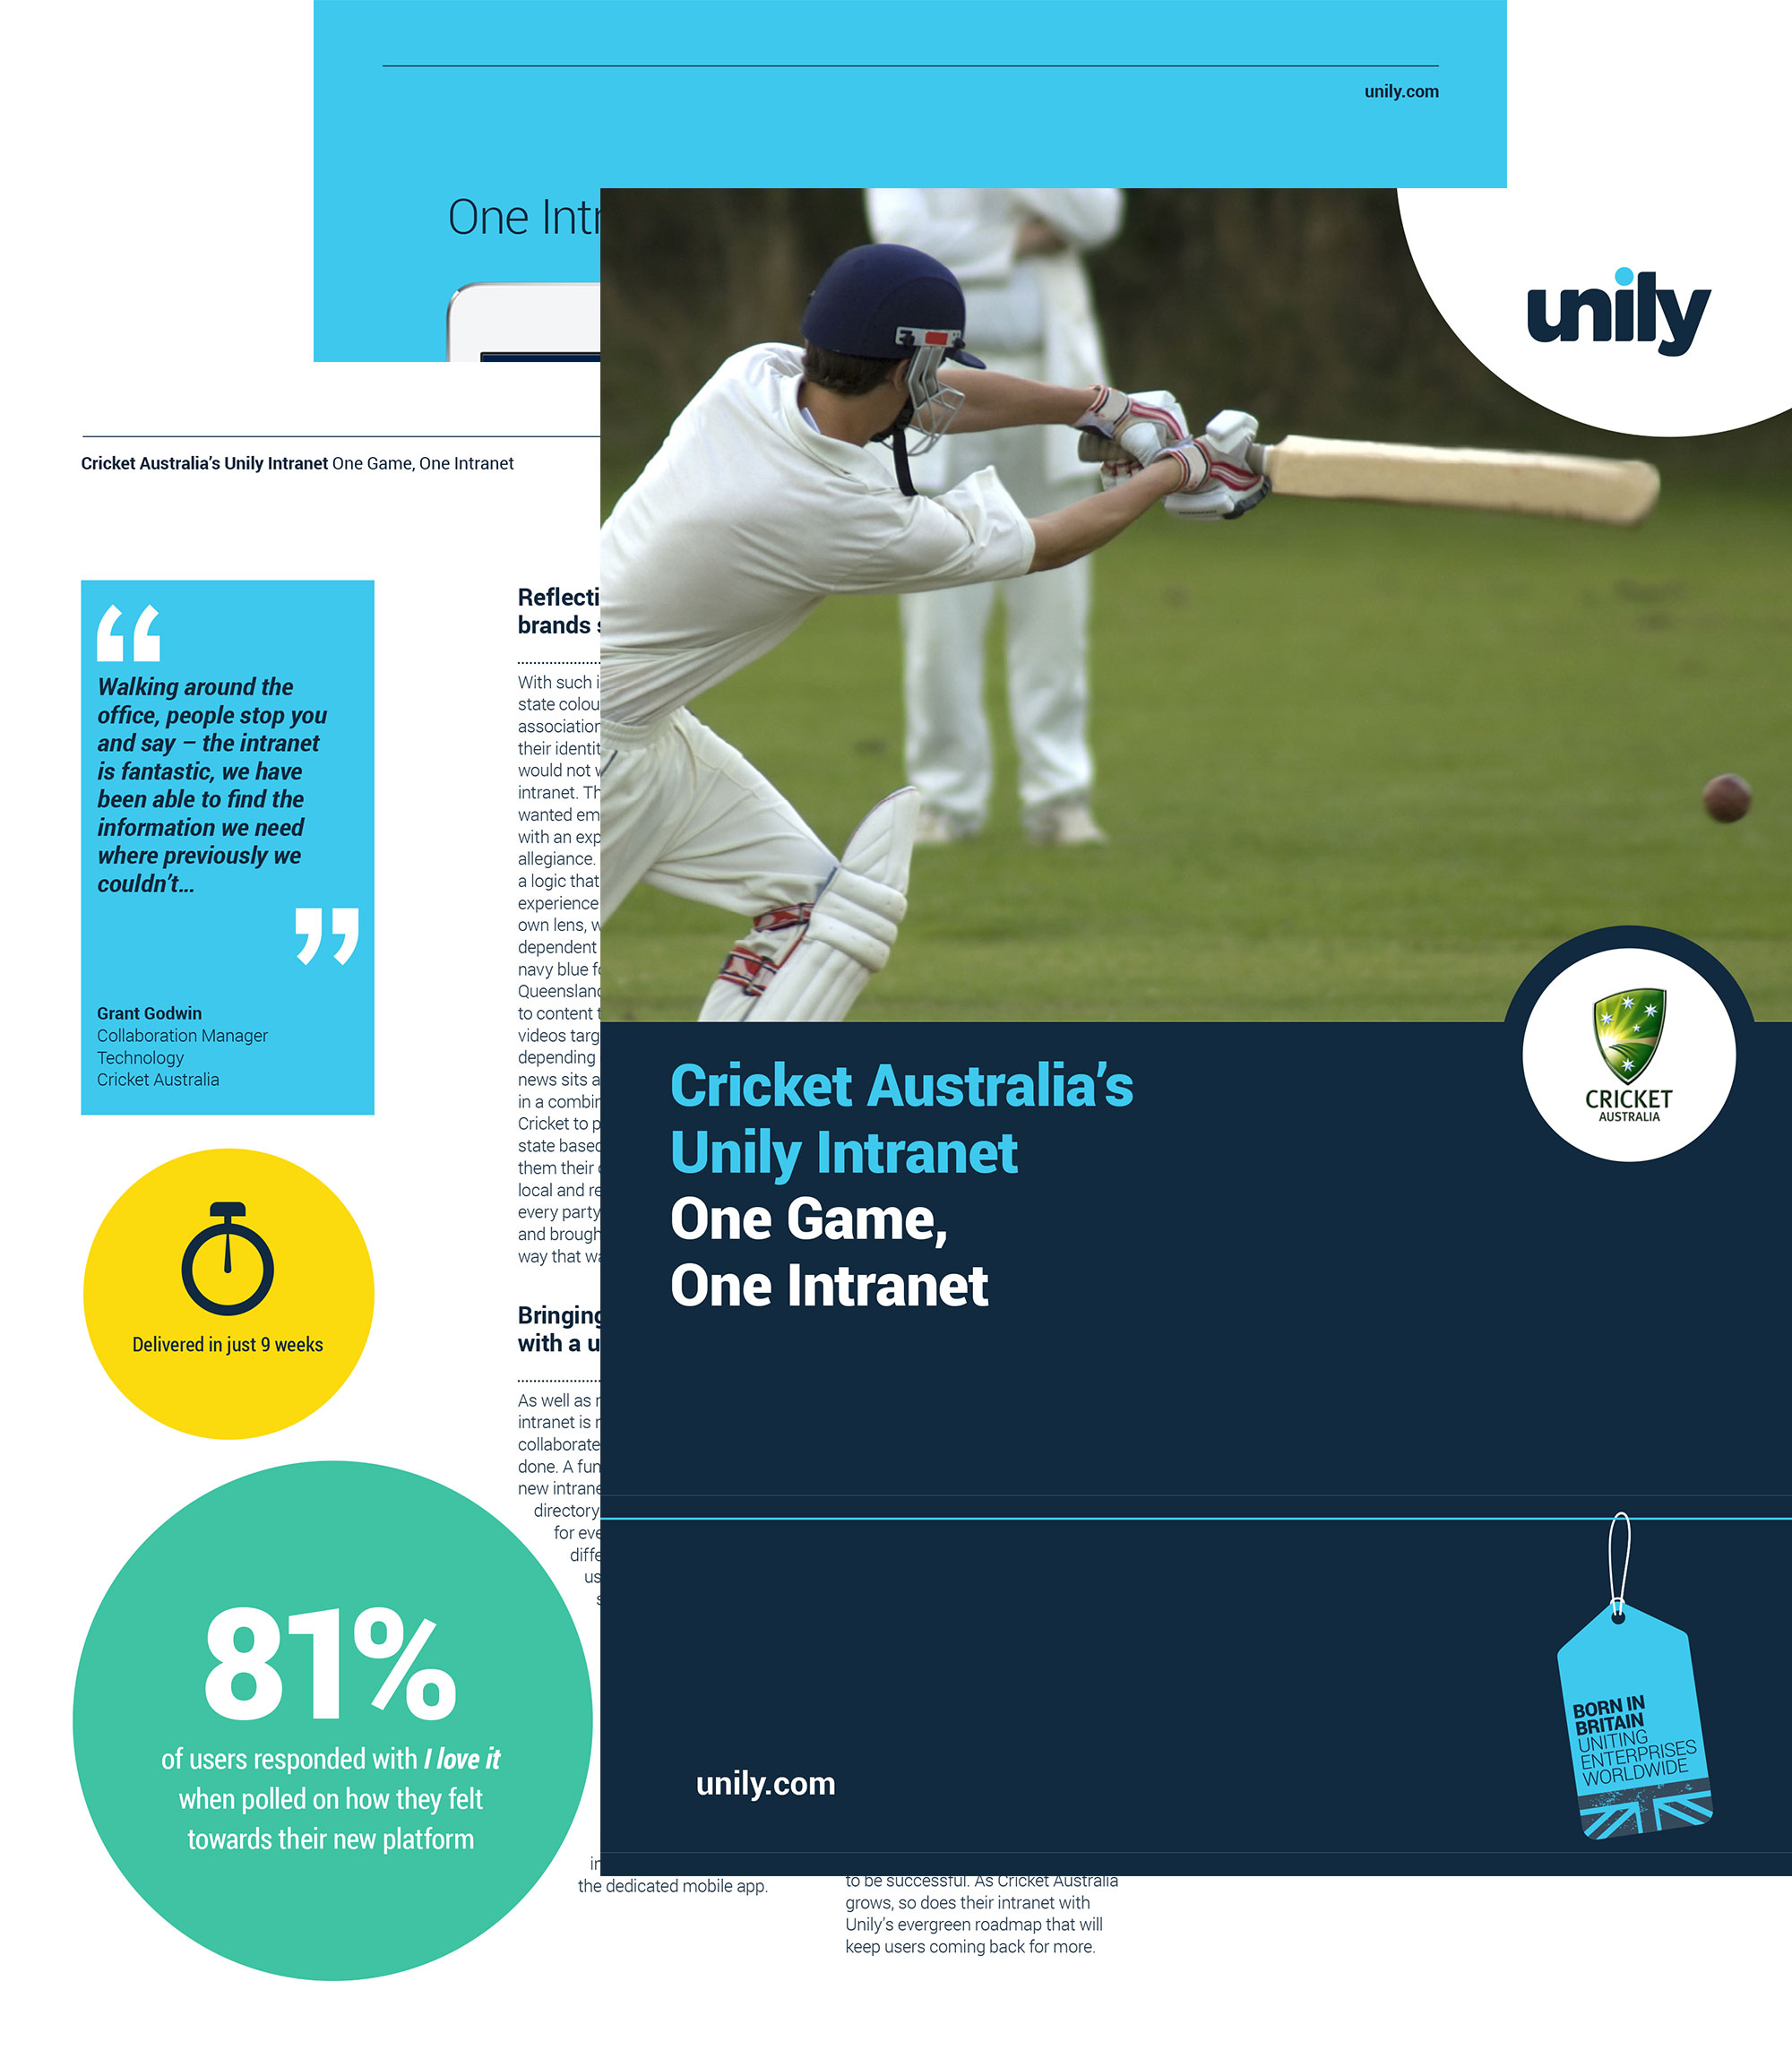 unily.com
One Intr
unily
Cricket Australia’s Unily Intranet One Game, One Intranet
“
Walking around the
office, people stop you
and say – the intranet
is fantastic, we have
been able to find the
information we need
where previously we
couldn’t...
”
Grant Godwin
Collaboration Manager
Technology
Cricket Australia
Delivered in just 9 weeks
81%
of users responded with I love it
when polled on how they felt
towards their new platform
Reflecti
brands
With such
state colou
association
their identit
would not
intranet. Th
wanted em
with an exp
allegiance.
a logic that
experience
own lens,
dependent
navy blue
Queensland
to content
videos targ
depending
news sits a
in a combin
Cricket to p
state based
them their
local and re
every party
and brough
way that wa
Bringing
with a u
As well as
intranet is
collaborate
done. A fun
new intrane
directory
for eve
diffe
us
in
the dedicated mobile app.
to be successful. As Cricket Australia
grows, so does their intranet with
Unily’s evergreen roadmap that will
keep users coming back for more.
CRICKET
AUSTRALIA
Cricket Australia’s
Unily Intranet
One Game,
One Intranet
unily.com
BORN IN
BRITAIN
UNITING
ENTERPRISES
WORLDWIDE